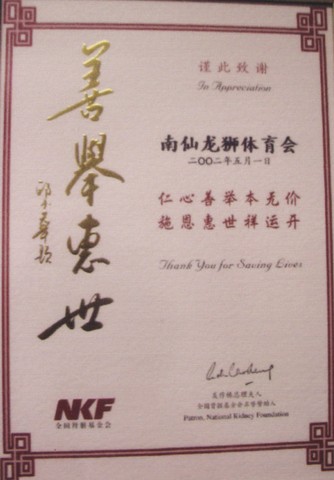 善舉惠世
谨此致谢
In Appreciation
南仙龙狮体育会
二OO二年五月一日
仁心善举本无价
施恩惠世祥运开
Thank You for Saving Lives
NKF
全国肾脏基金会
Patron, National Kidney Foundation